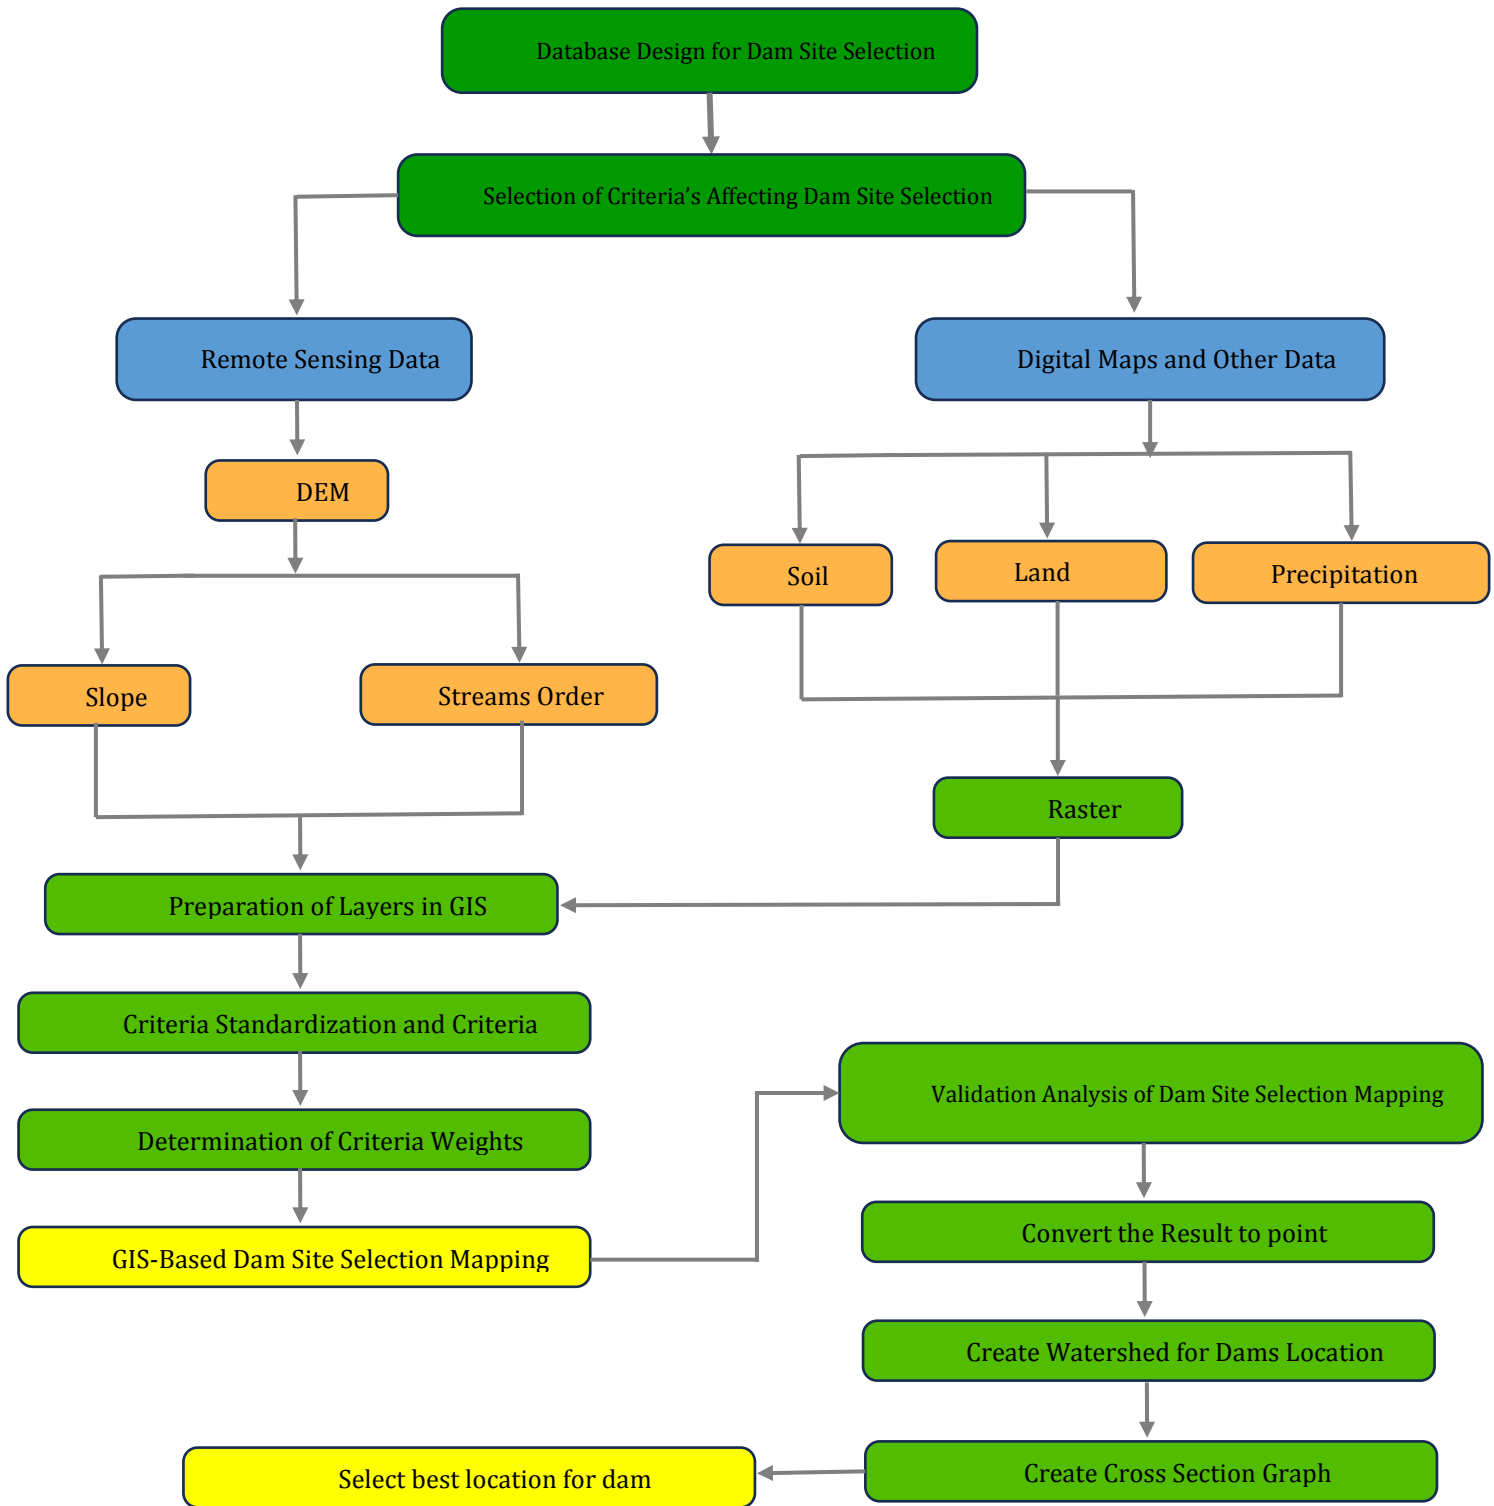 Database Design for Dam Site Selection
Selection of Criteria’s Affecting Dam Site Selection
Remote Sensing Data
Digital Maps and Other Data
DEM
Soil
Land
Precipitation
Slope
Streams Order
Raster
Preparation of Layers in GIS
Criteria Standardization and Criteria
Determination of Criteria Weights
GIS-Based Dam Site Selection Mapping
Validation Analysis of Dam Site Selection Mapping
Convert the Result to point
Create Watershed for Dams Location
Create Cross Section Graph
Select best location for dam